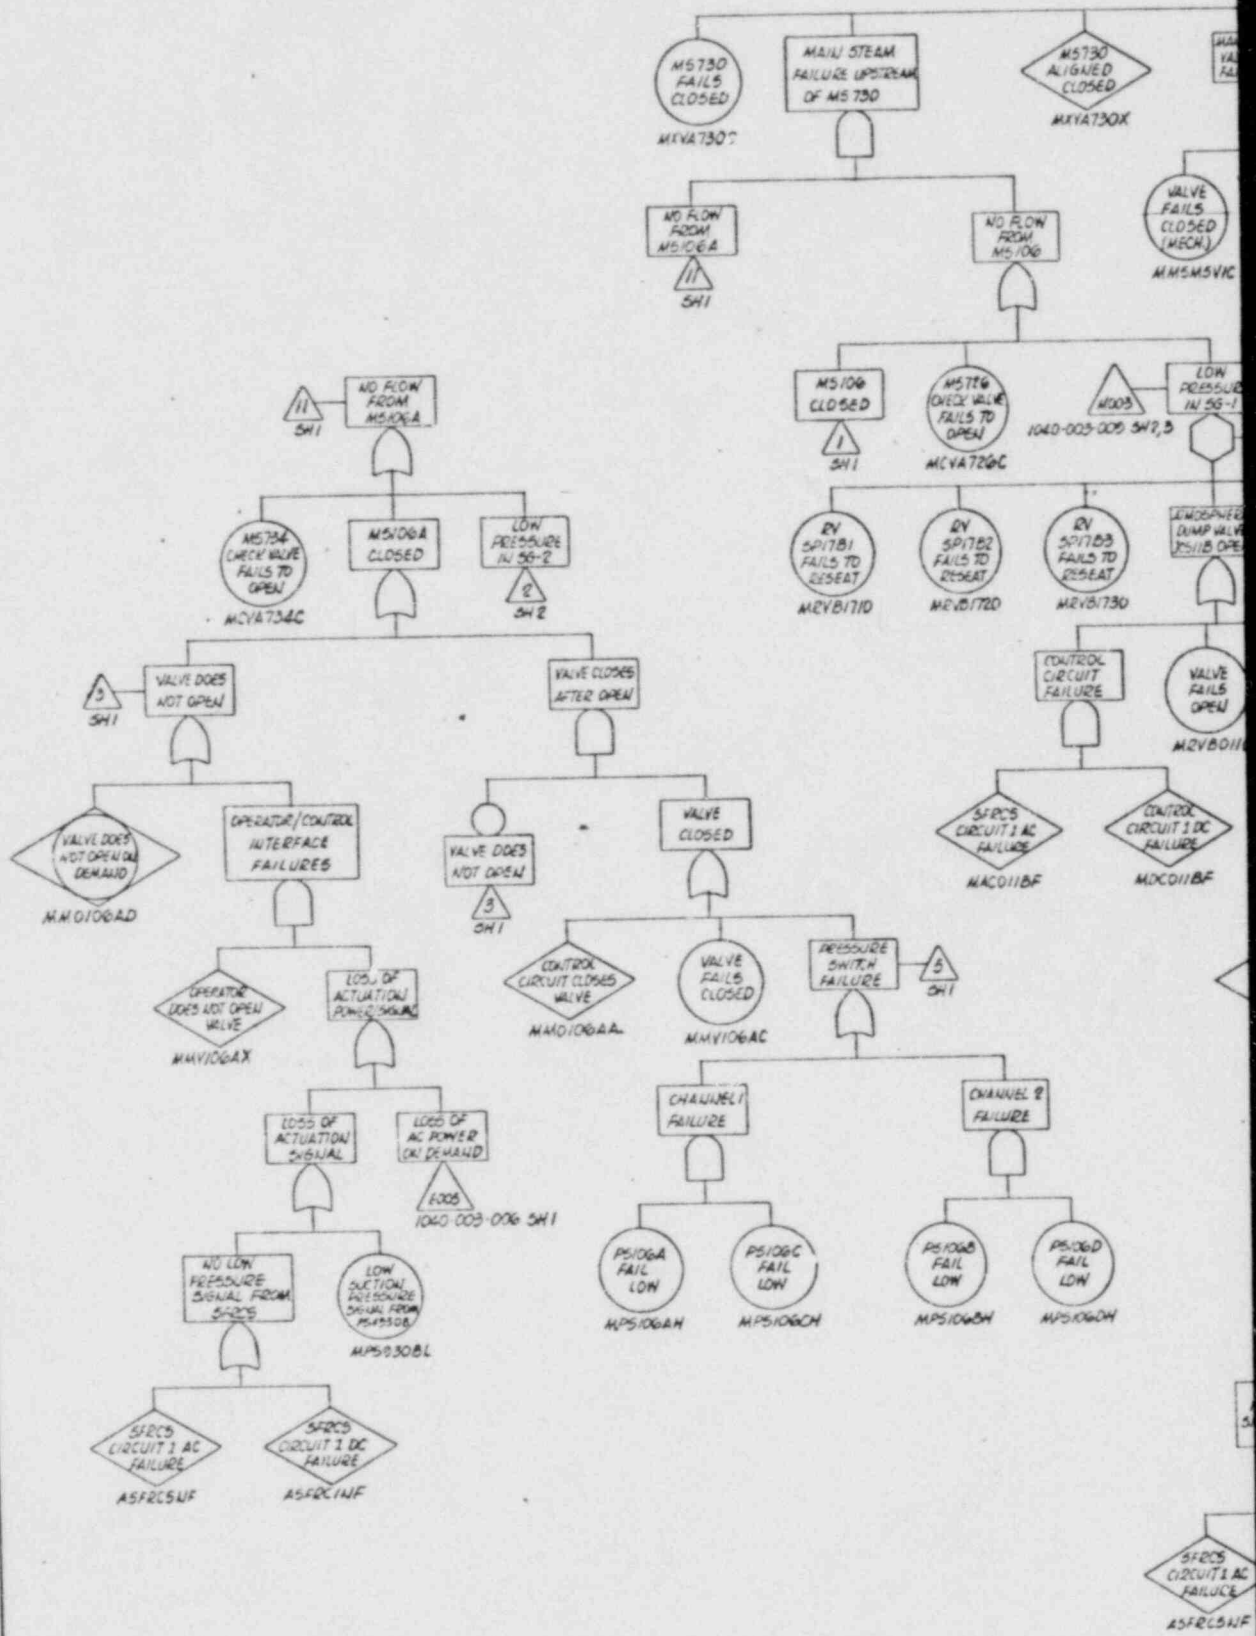 MS730
FAILS
CLOSED
MAIN STEAM
FAILURE UPSTREAM
OF MS730
MXVA730X
MS730
ALIGNED
CLOSED
NO FLOW
FROM
MS106A
11
SH1
NO FLOW
FROM
MS106
VALVE
FAILS
CLOSED
(MECH.)
MMSMSV1C
MS106
CLOSED
1
SH1
MS726
CHECK VALVE
FAILS TO
OPEN
MCVA726C
1040-003-005 SH2,3
LOW
PRESSURE
IN SG-1
11
SH1
NO FLOW
FROM
MS106A
MS734
CHECK VALVE
FAILS TO
OPEN
MCVA734C
MS106A
CLOSED
LOW
PRESSURE
IN SG-2
2
SH2
RV
SP17B1
FAILS TO
RESEAT
MRVB171D
RV
SP17B2
FAILS TO
RESEAT
MRVB172D
RV
SP17B3
FAILS TO
RESEAT
MRVB173D
DUMP VALVE
3
SH1
VALVE DOES
NOT OPEN
VALVE CLOSES
AFTER OPEN
CONTROL
CIRCUIT
FAILURE
VALVE
FAILS
OPEN
VALVE DOES
NOT OPEN ON
DEMAND
MMO106AD
OPERATOR/CONTROL
INTERFACE
FAILURES
VALVE DOES
NOT OPEN
3
SH1
VALVE
CLOSED
SFRCS
CIRCUIT 1 AC
FAILURE
MAC011BF
CONTROL
CIRCUIT 1 DC
FAILURE
MDC011BF
OPERATOR
DOES NOT OPEN
VALVE
MMV106AX
LOSS OF
ACTUATION
POWER/SIGNAL
CONTROL
CIRCUIT CLOSES
VALVE
MMO106AA
VALVE
FAILS
CLOSED
MMV106AC
PRESSURE
SWITCH
FAILURE
5
SH1
LOSS OF
ACTUATION
SIGNAL
LOSS OF
AC POWER
ON DEMAND
1040-003-006 SH1
CHANNEL 1
FAILURE
CHANNEL 2
FAILURE
NO LOW
PRESSURE
SIGNAL FROM
SFRCS
LOW
SUCTION
PRESSURE
SIGNAL FROM
PS106A
FAIL
LOW
MPS106AH
PS106C
FAIL
LOW
MPS106CH
PS106B
FAIL
LOW
MPS106BH
PS106D
FAIL
LOW
MPS106DH
SFRCS
CIRCUIT 1 AC
FAILURE
ASFRCSNF
SFRCS
CIRCUIT 1 DC
FAILURE
ASFRC1NF
SFRCS
CIRCUIT 1 AC
FAILURE
ASFRCSNF